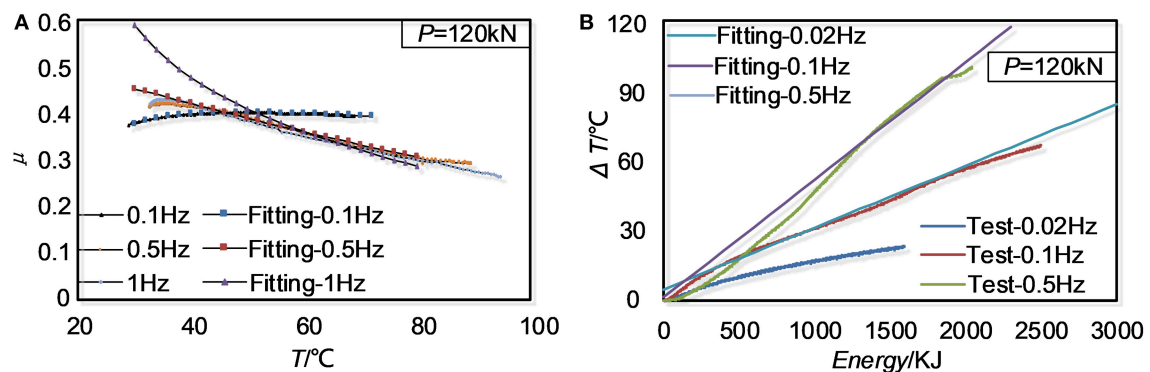 A
P=120kN
0.6
0.5
0.4
0.3
0.2
0.1
0
μ
0.1Hz
Fitting-0.1Hz
0.5Hz
Fitting-0.5Hz
1Hz
Fitting-1Hz
20
40
60
80
100
T/℃
B
Fitting-0.02Hz
Fitting-0.1Hz
Fitting-0.5Hz
P=120kN
120
90
60
30
0
Δ T/℃
Test-0.02Hz
Test-0.1Hz
Test-0.5Hz
0
500
1000
1500
2000
2500
3000
Energy/KJ